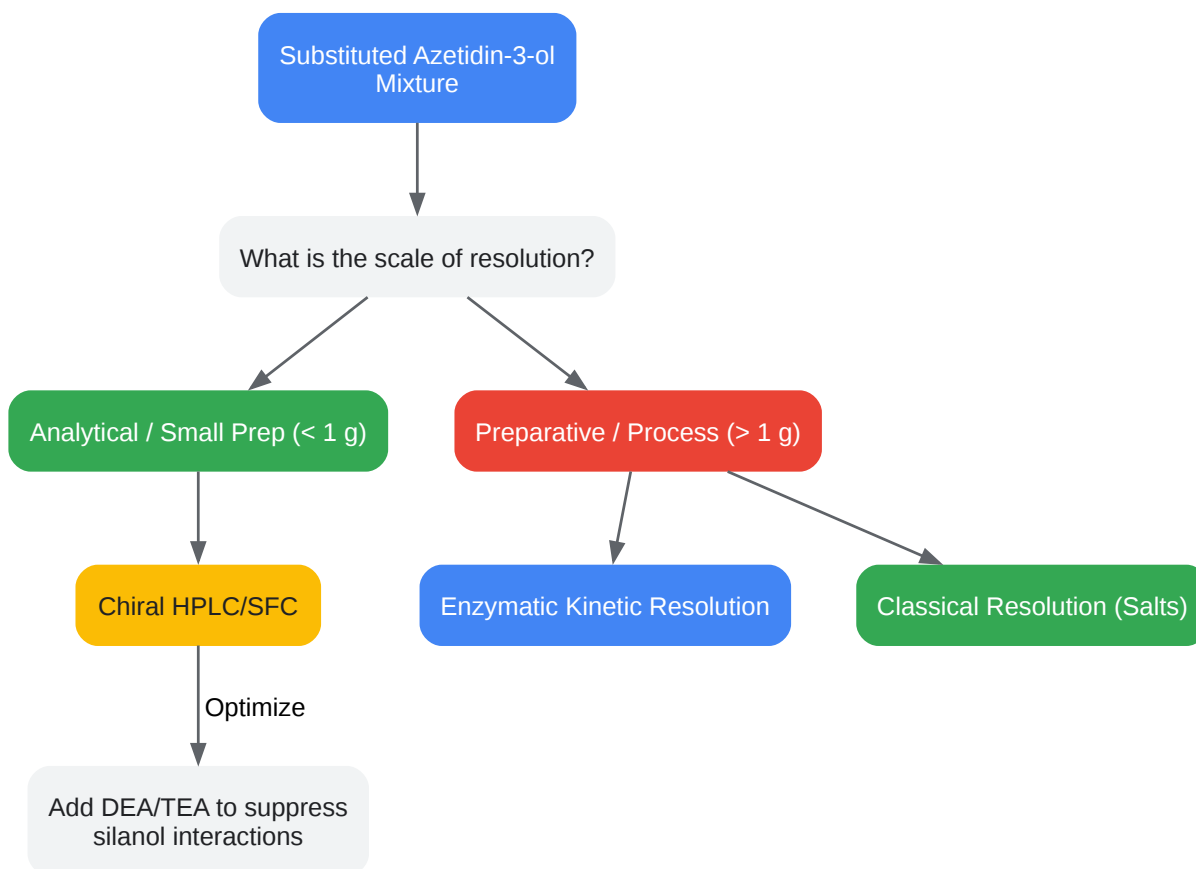 Substituted Azetidin-3-ol
Mixture
What is the scale of resolution?
Analytical / Small Prep (< 1 g)
Preparative / Process (> 1 g)
Chiral HPLC/SFC
Enzymatic Kinetic Resolution
Classical Resolution (Salts)
Optimize
Add DEA/TEA to suppress
silanol interactions